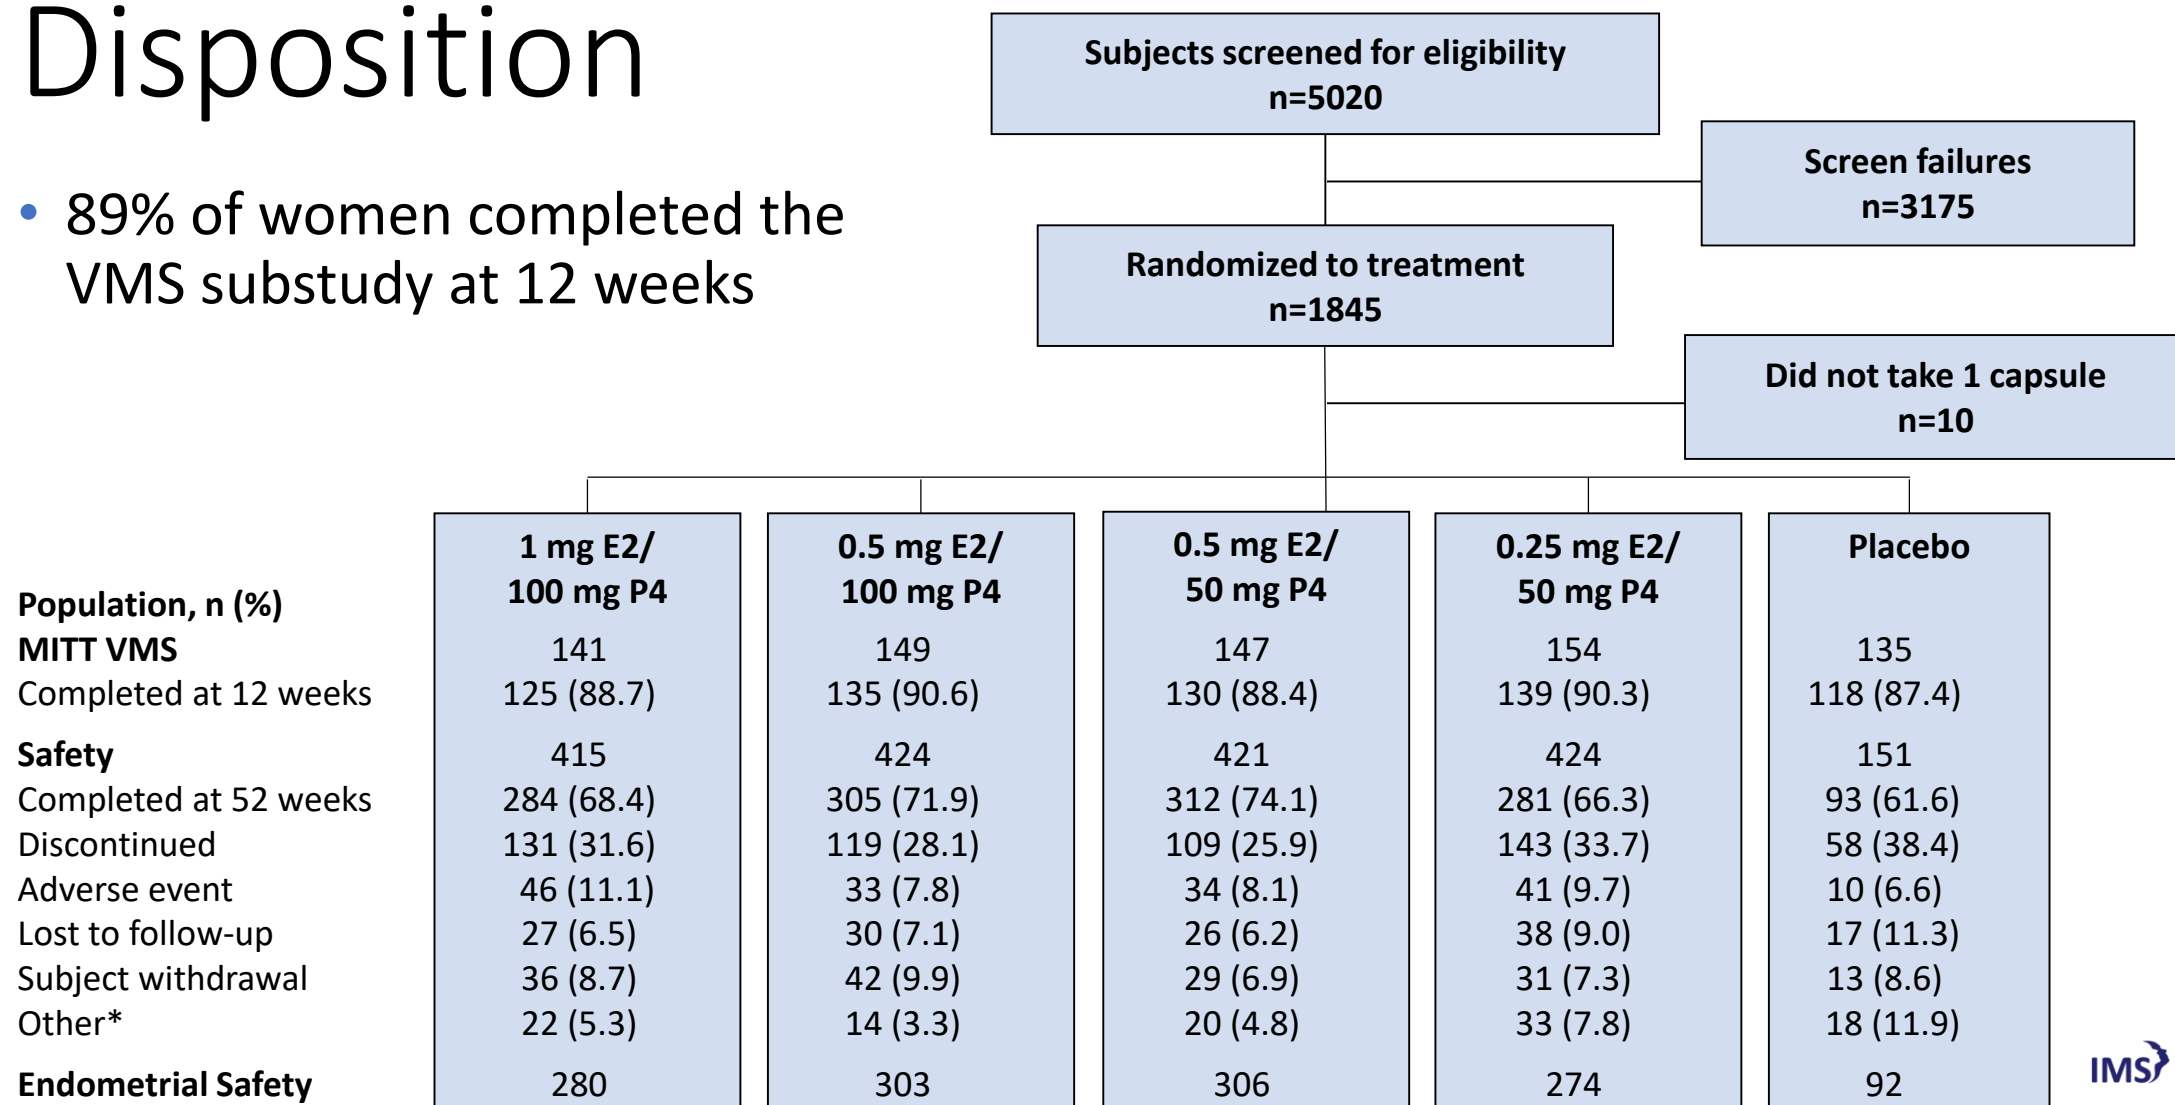 Disposition
• 89% of women completed the
VMS substudy at 12 weeks
Subjects screened for eligibility
n=5020
Screen failures
n=3175
Randomized to treatment
n=1845
Did not take 1 capsule
n=10
1 mg E2/ 0.5 mg E2/ 0.5 mg E2/ 0.25 mg E2/ Placebo
100 mg P4 100 mg P4 50 mg P4 50 mg P4
Population, n (%)
MITT VMS 141 149 147 154 135
Completed at 12 weeks 125 (88.7) 135 (90.6) 130 (88.4) 139 (90.3) 118 (87.4)
Safety 415 424 421 424 151
Completed at 52 weeks 284 (68.4) 305 (71.9) 312 (74.1) 281 (66.3) 93 (61.6)
Discontinued 131 (31.6) 119 (28.1) 109 (25.9) 143 (33.7) 58 (38.4)
Adverse event 46 (11.1) 33 (7.8) 34 (8.1) 41 (9.7) 10 (6.6)
Lost to follow-up 27 (6.5) 30 (7.1) 26 (6.2) 38 (9.0) 17 (11.3)
Subject withdrawal 36 (8.7) 42 (9.9) 29 (6.9) 31 (7.3) 13 (8.6)
Other* 22 (5.3) 14 (3.3) 20 (4.8) 33 (7.8) 18 (11.9)
Endometrial Safety 280 303 306 274 92
IMS